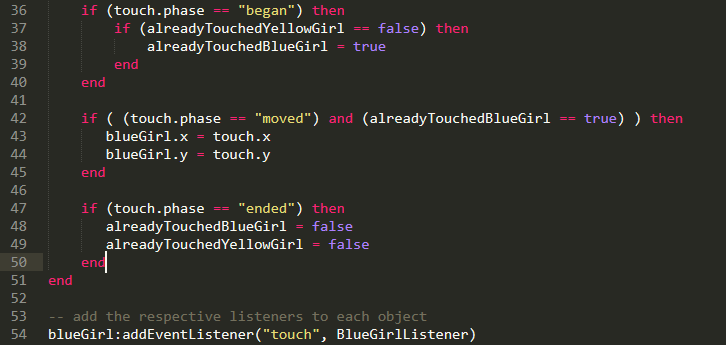 36 if (touch.phase == "began") then
37 if (alreadyTouchedYellowGirl == false) then
38 alreadyTouchedBlueGirl = true
39 end
40 end
41
42 if ( (touch.phase == "moved") and (alreadyTouchedBlueGirl == true) ) then
43 blueGirl.x = touch.x
44 blueGirl.y = touch.y
45 end
46
47 if (touch.phase == "ended") then
48 alreadyTouchedBlueGirl = false
49 alreadyTouchedYellowGirl = false
50 end
51 end
52
53 -- add the respective listeners to each object
54 blueGirl:addEventListener("touch", BlueGirlListener)